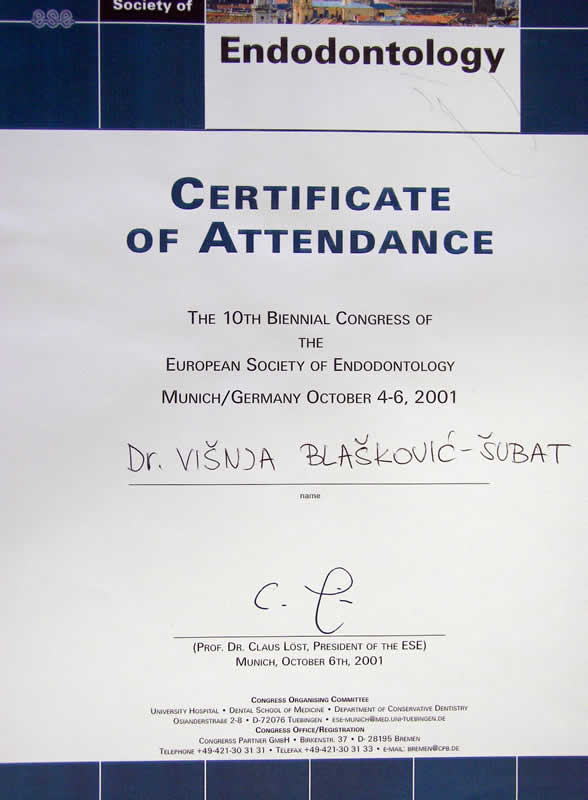 ese
Society of
Endodontology
CERTIFICATE
OF ATTENDANCE
THE 10TH BIENNIAL CONGRESS OF
THE
EUROPEAN SOCIETY OF ENDODONTOLOGY
MUNICH/GERMANY OCTOBER 4-6, 2001
Dr. VIŠNJA BLAŠKOVIĆ-ŠUBAT
name
(PROF. DR. CLAUS LÖST, PRESIDENT OF THE ESE)
MUNICH, OCTOBER 6TH, 2001
CONGRESS ORGANISING COMMITTEE
UNIVERSITY HOSPITAL • DENTAL SCHOOL OF MEDICINE • DEPARTMENT OF CONSERVATIVE DENTISTRY
OSIANDERSTRAßE 2-8 • D-72076 TUEBINGEN • ESE-MUNICH@MED.UNI-TUEBINGEN.DE
CONGRESS OFFICE/REGISTRATION
CONGRERSS PARTNER GMBH • BIRKENSTR. 37 • D- 28195 BREMEN
TELEPHONE +49-421-30 31 31 • TELEFAX +49-421-30 31 33 • E-MAIL: BREMEN@CPB.DE